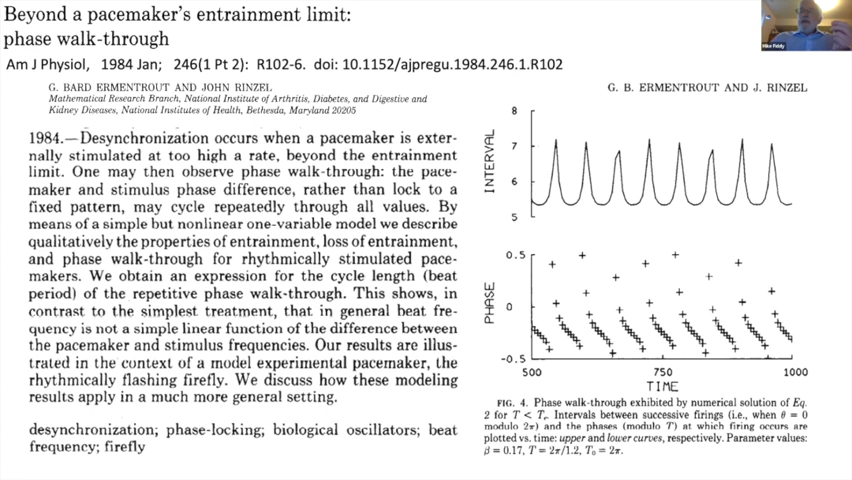 Beyond a pacemaker's entrainment limit:
phase walk-through
Am J Physiol, 1984 Jan; 246(1 Pt 2): R102-6. doi: 10.1152/ajpregu.1984.246.1.R102
G. BARD ERMENTROUT AND JOHN RINZEL
Mathematical Research Branch, National Institute of Arthritis, Diabetes, and Digestive and
Kidney Diseases, National Institutes of Health, Bethesda, Maryland 20205
1984.—Desynchronization occurs when a pacemaker is exter-
nally stimulated at too high a rate, beyond the entrainment
limit. One may then observe phase walk-through: the pace-
maker and stimulus phase difference, rather than lock to a
fixed pattern, may cycle repeatedly through all values. By
means of a simple but nonlinear one-variable model we describe
qualitatively the properties of entrainment, loss of entrainment,
and phase walk-through for rhythmically stimulated pace-
makers. We obtain an expression for the cycle length (beat
period) of the repetitive phase walk-through. This shows, in
contrast to the simplest treatment, that in general beat fre-
quency is not a simple linear function of the difference between
the pacemaker and stimulus frequencies. Our results are illus-
trated in the context of a model experimental pacemaker, the
rhythmically flashing firefly. We discuss how these modeling
results apply in a much more general setting.
desynchronization; phase-locking; biological oscillators; beat
frequency; firefly
G. B. ERMENTROUT AND J. RINZEL
8
7
6
5
INTERVAL
0.5
0
-0.5
PHASE
500
750
1000
TIME
FIG. 4. Phase walk-through exhibited by numerical solution of Eq.
2 for T < Tc. Intervals between successive firings (i.e., when θ = 0
modulo 2π) and the phases (modulo T) at which firing occurs are
plotted vs. time: upper and lower curves, respectively. Parameter values:
β = 0.17, T = 2π/1.2, T₀ = 2π.